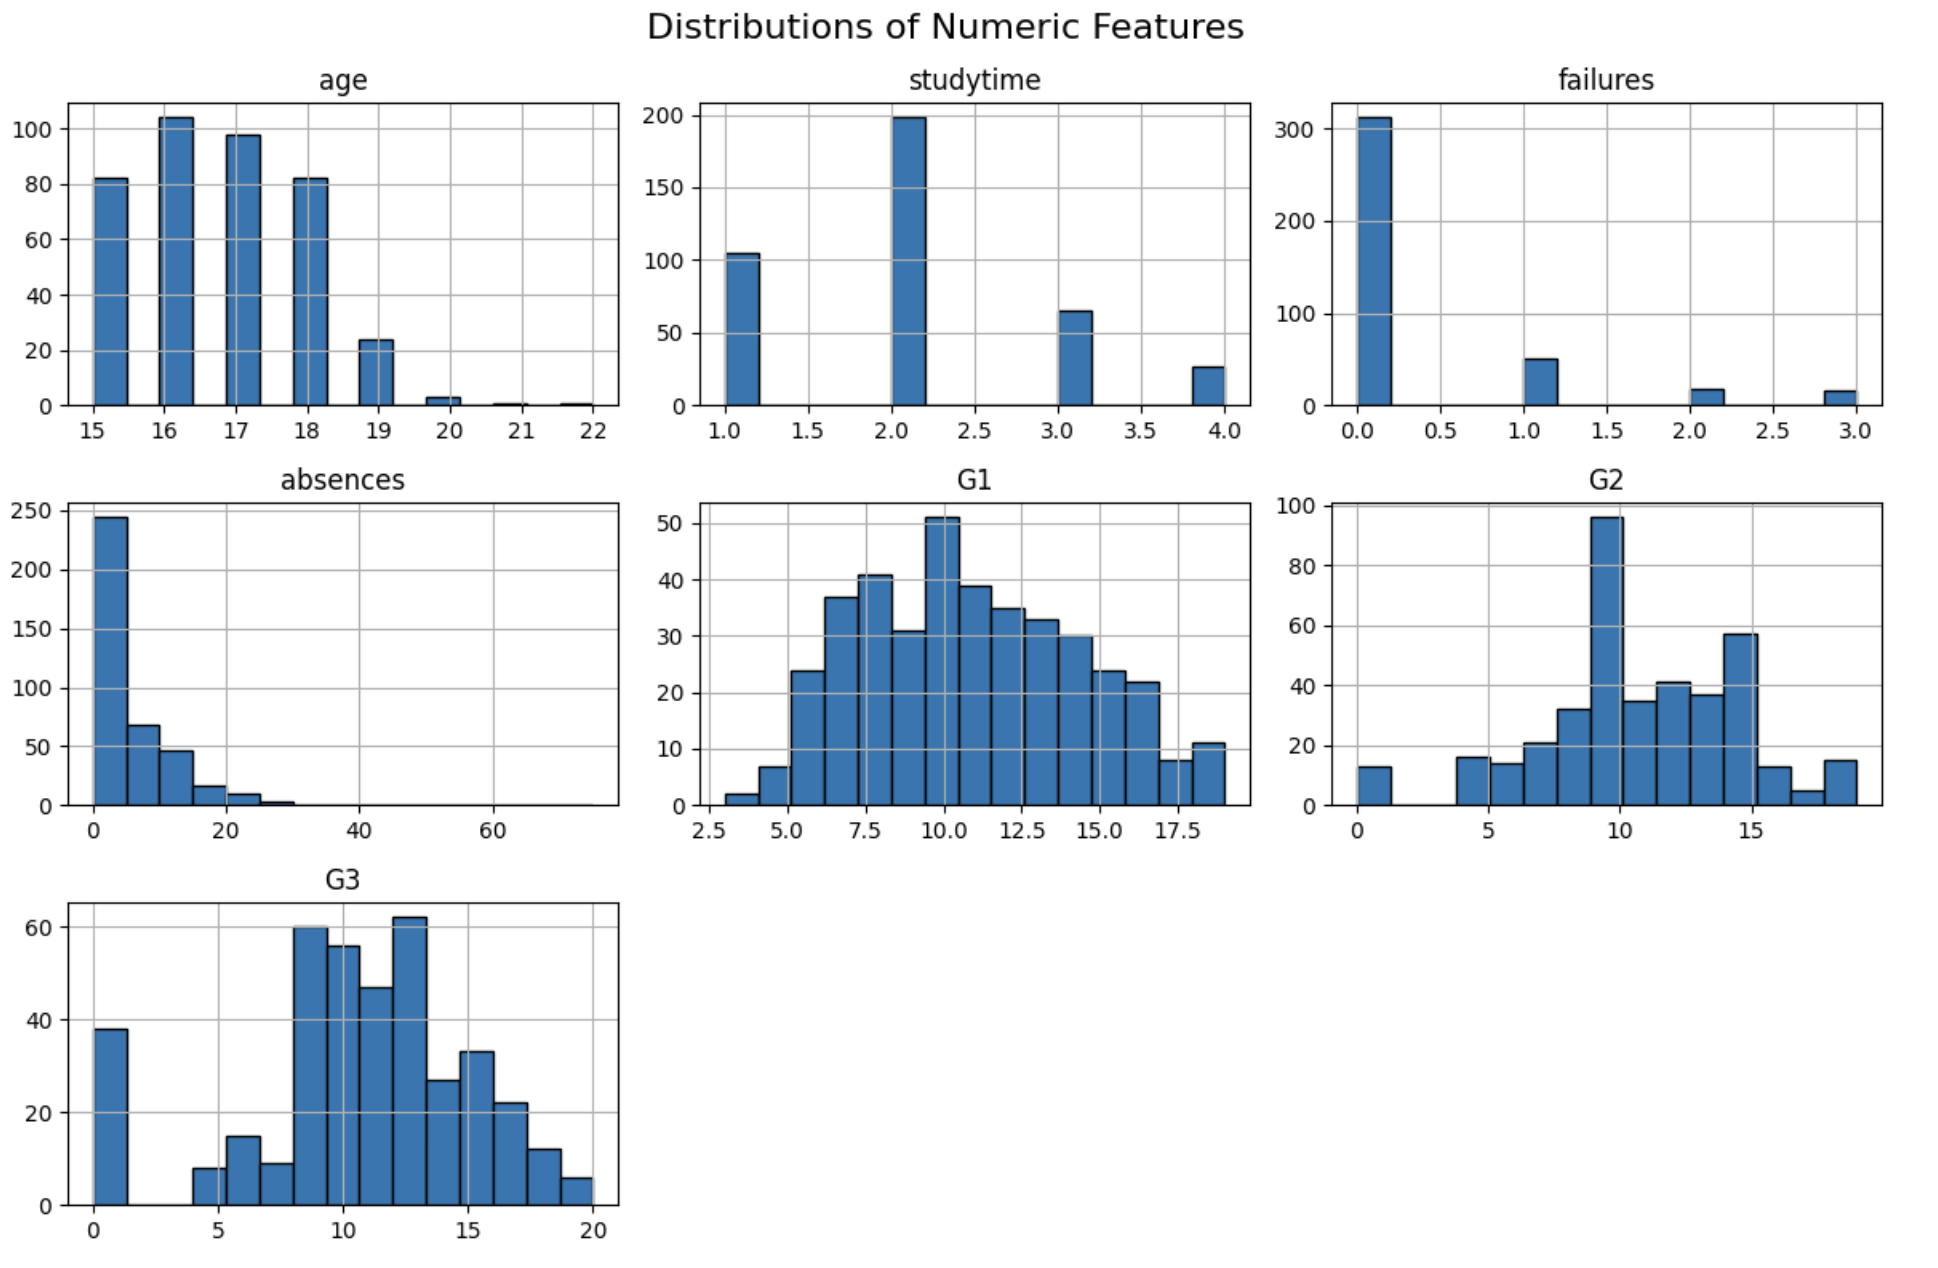 Distributions of Numeric Features
age
100
80
60
40
20
0
15 16 17 18 19 20 21 22
studytime
200
150
100
50
0
1.0 1.5 2.0 2.5 3.0 3.5 4.0
failures
300
200
100
0
0.0 0.5 1.0 1.5 2.0 2.5 3.0
absences
250
200
150
100
50
0
0 20 40 60
G1
50
40
30
20
10
0
2.5 5.0 7.5 10.0 12.5 15.0 17.5
G2
100
80
60
40
20
0
0 5 10 15
G3
60
40
20
0
0 5 10 15 20